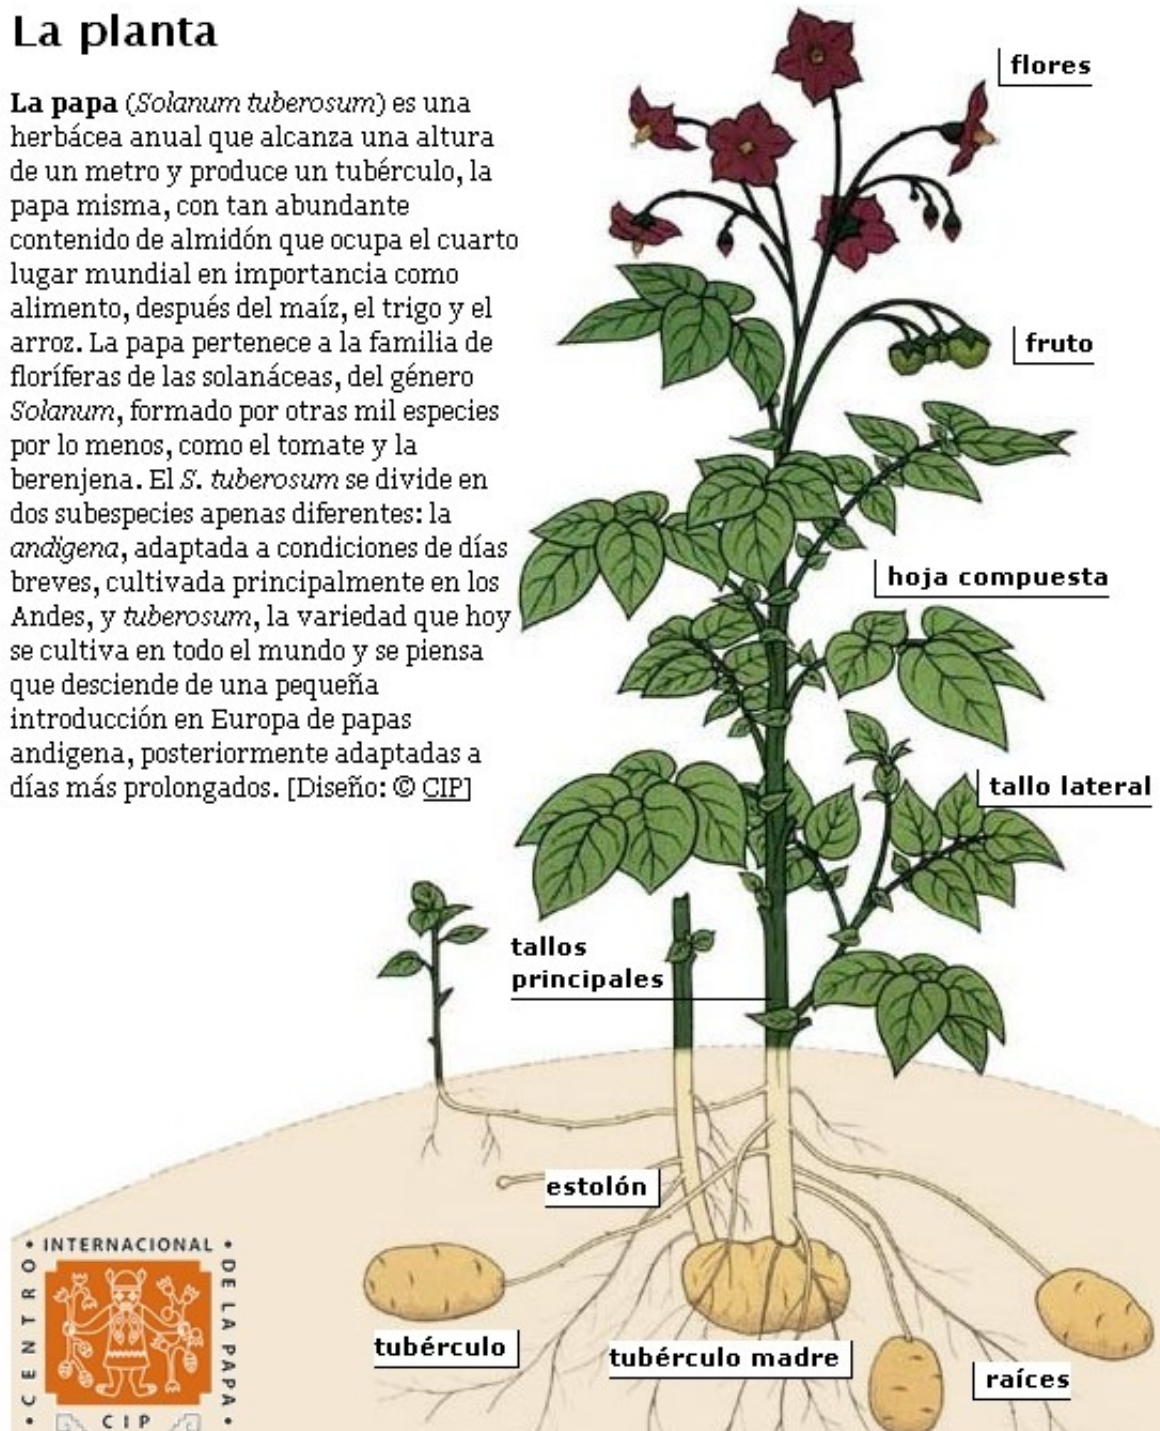 La planta
La papa (Solanum tuberosum) es una
herbácea anual que alcanza una altura
de un metro y produce un tubérculo, la
papa misma, con tan abundante
contenido de almidón que ocupa el cuarto
lugar mundial en importancia como
alimento, después del maíz, el trigo y el
arroz. La papa pertenece a la familia de
floríferas de las solanáceas, del género
Solanum, formado por otras mil especies
por lo menos, como el tomate y la
berenjena. El S. tuberosum se divide en
dos subespecies apenas diferentes: la
andigena, adaptada a condiciones de días
breves, cultivada principalmente en los
Andes, y tuberosum, la variedad que hoy
se cultiva en todo el mundo y se piensa
que desciende de una pequeña
introducción en Europa de papas
andigena, posteriormente adaptadas a
días más prolongados. [Diseño: © CIP]
flores
fruto
hoja compuesta
tallo lateral
tallos
principales
estolón
tubérculo
tubérculo madre
raíces
• CENTRO • INTERNACIONAL • DE LA PAPA •
CIP